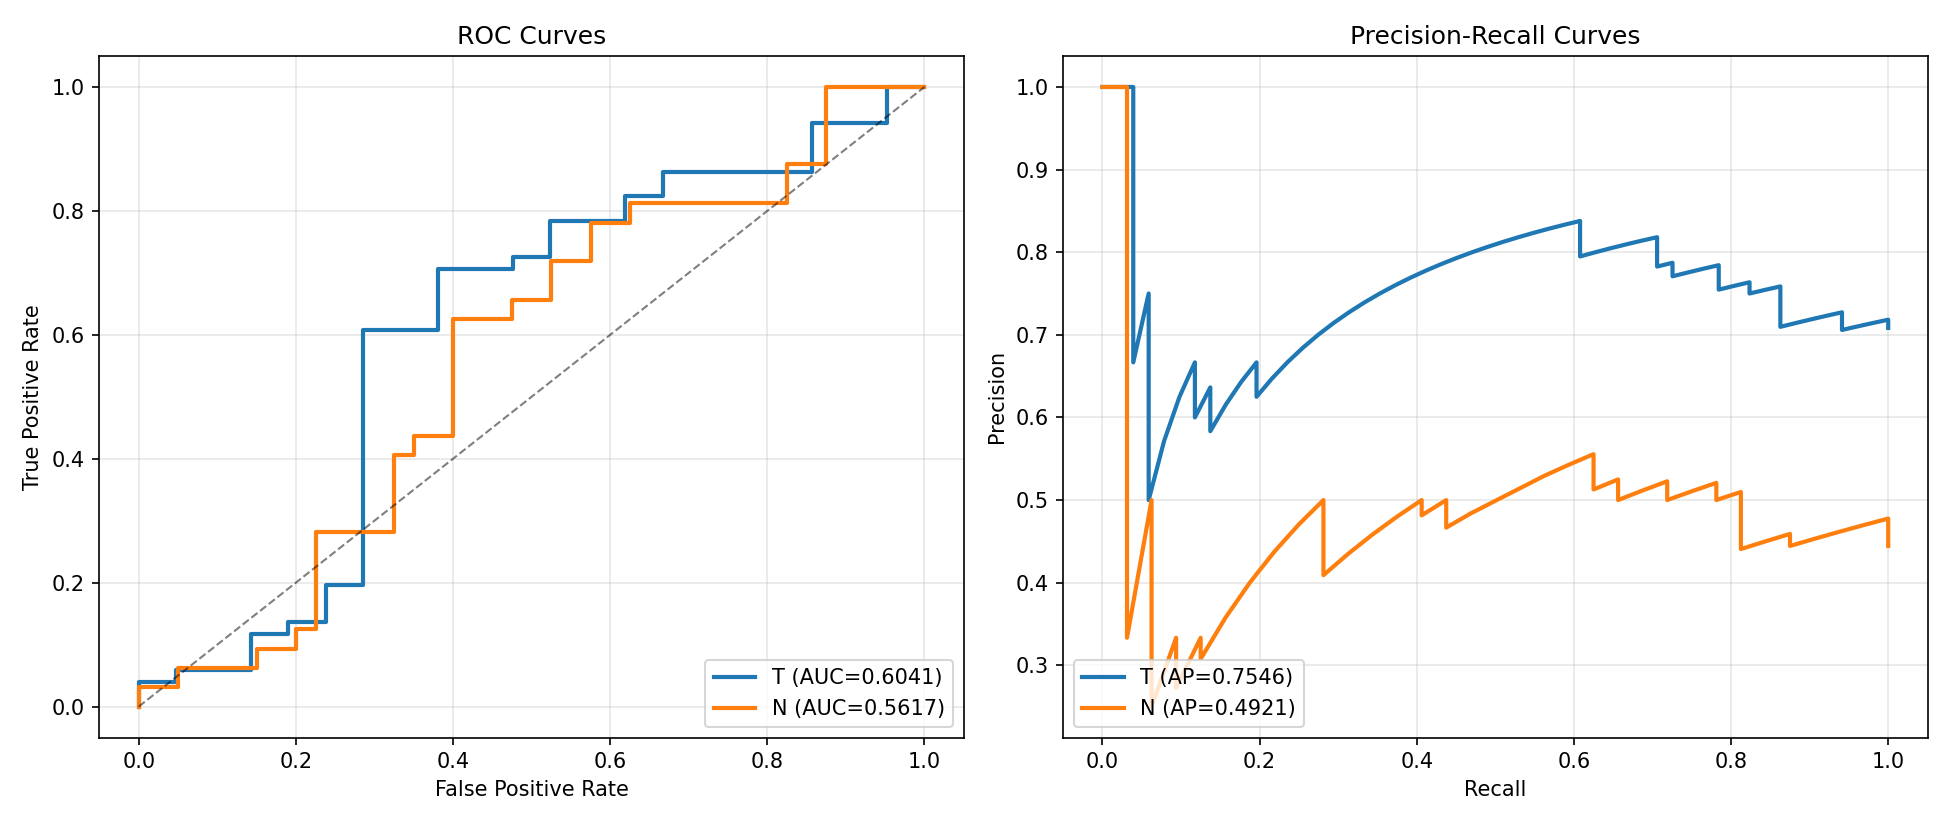 ROC Curves
True Positive Rate
1.0
0.8
0.6
0.4
0.2
0.0
T (AUC=0.6041)
N (AUC=0.5617)
0.0 0.2 0.4 0.6 0.8 1.0
False Positive Rate
Precision-Recall Curves
Precision
1.0
0.9
0.8
0.7
0.6
0.5
0.4
0.3
T (AP=0.7546)
N (AP=0.4921)
0.0 0.2 0.4 0.6 0.8 1.0
Recall